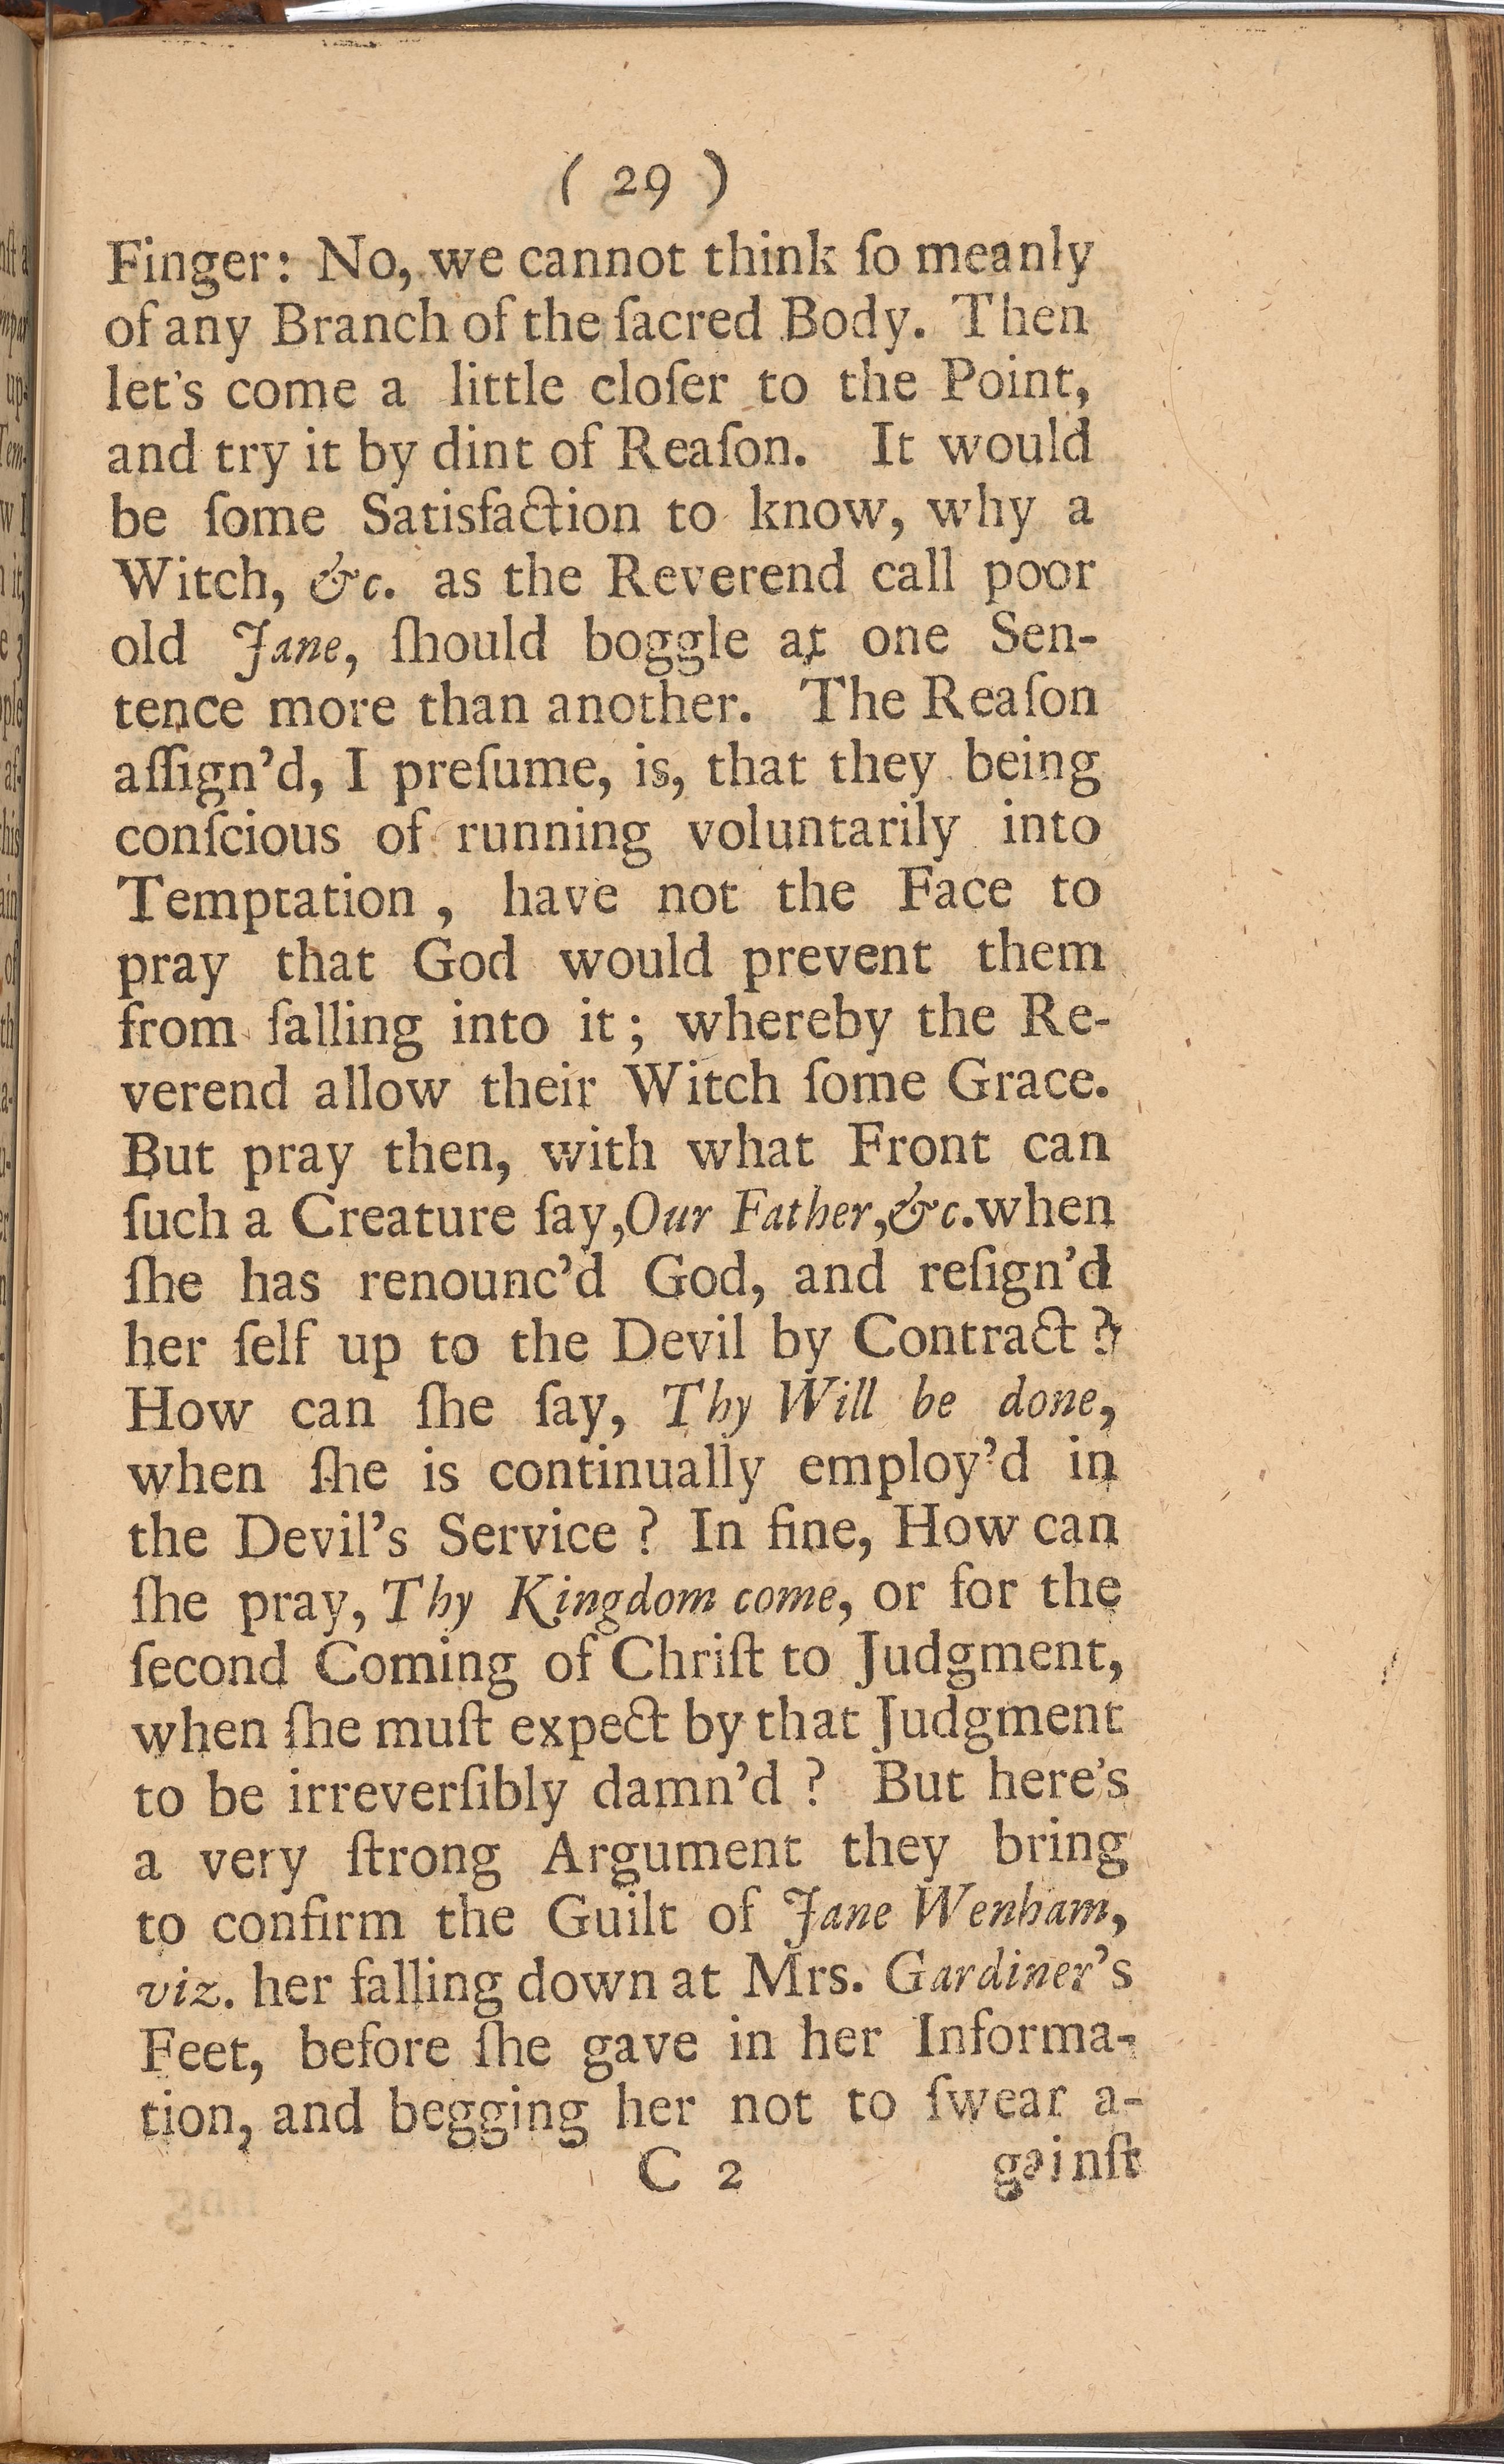 ( 29 )
Finger: No, we cannot think ſo meanly
of any Branch of the ſacred Body. Then
let's come a little cloſer to the Point,
and try it by dint of Reaſon. It would
be ſome Satisfaction to know, why a
Witch, &c. as the Reverend call poor
old Jane, ſhould boggle at one Sen-
tence more than another. The Reaſon
aſſign'd, I preſume, is, that they being
conſcious of running voluntarily into
Temptation, have not the Face to
pray that God would prevent them
from falling into it; whereby the Re-
verend allow their Witch ſome Grace.
But pray then, with what Front can
ſuch a Creature ſay, Our Father, &c. when
ſhe has renounc'd God, and reſign'd
her ſelf up to the Devil by Contract?
How can ſhe ſay, Thy Will be done,
when ſhe is continually employ'd in
the Devil's Service? In fine, How can
ſhe pray, Thy Kingdom come, or for the
ſecond Coming of Chriſt to Judgment,
when ſhe muſt expect by that Judgment
to be irreverſibly damn'd? But here's
a very ſtrong Argument they bring
to confirm the Guilt of Jane Wenham,
viz. her falling down at Mrs. Gardiner's
Feet, before ſhe gave in her Informa-
tion, and begging her not to ſwear a-
C 2 gainſt